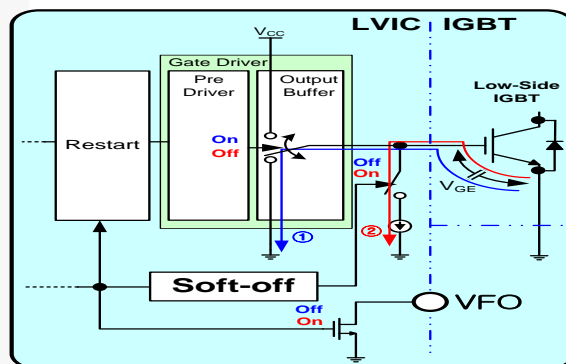 LVIC IGBT
VCC
Gate Driver
Pre
Driver
Output
Buffer
Low-Side
IGBT
Restart
On
Off
Off
On
VGE
①
②
Soft-off
Off
On
VFO